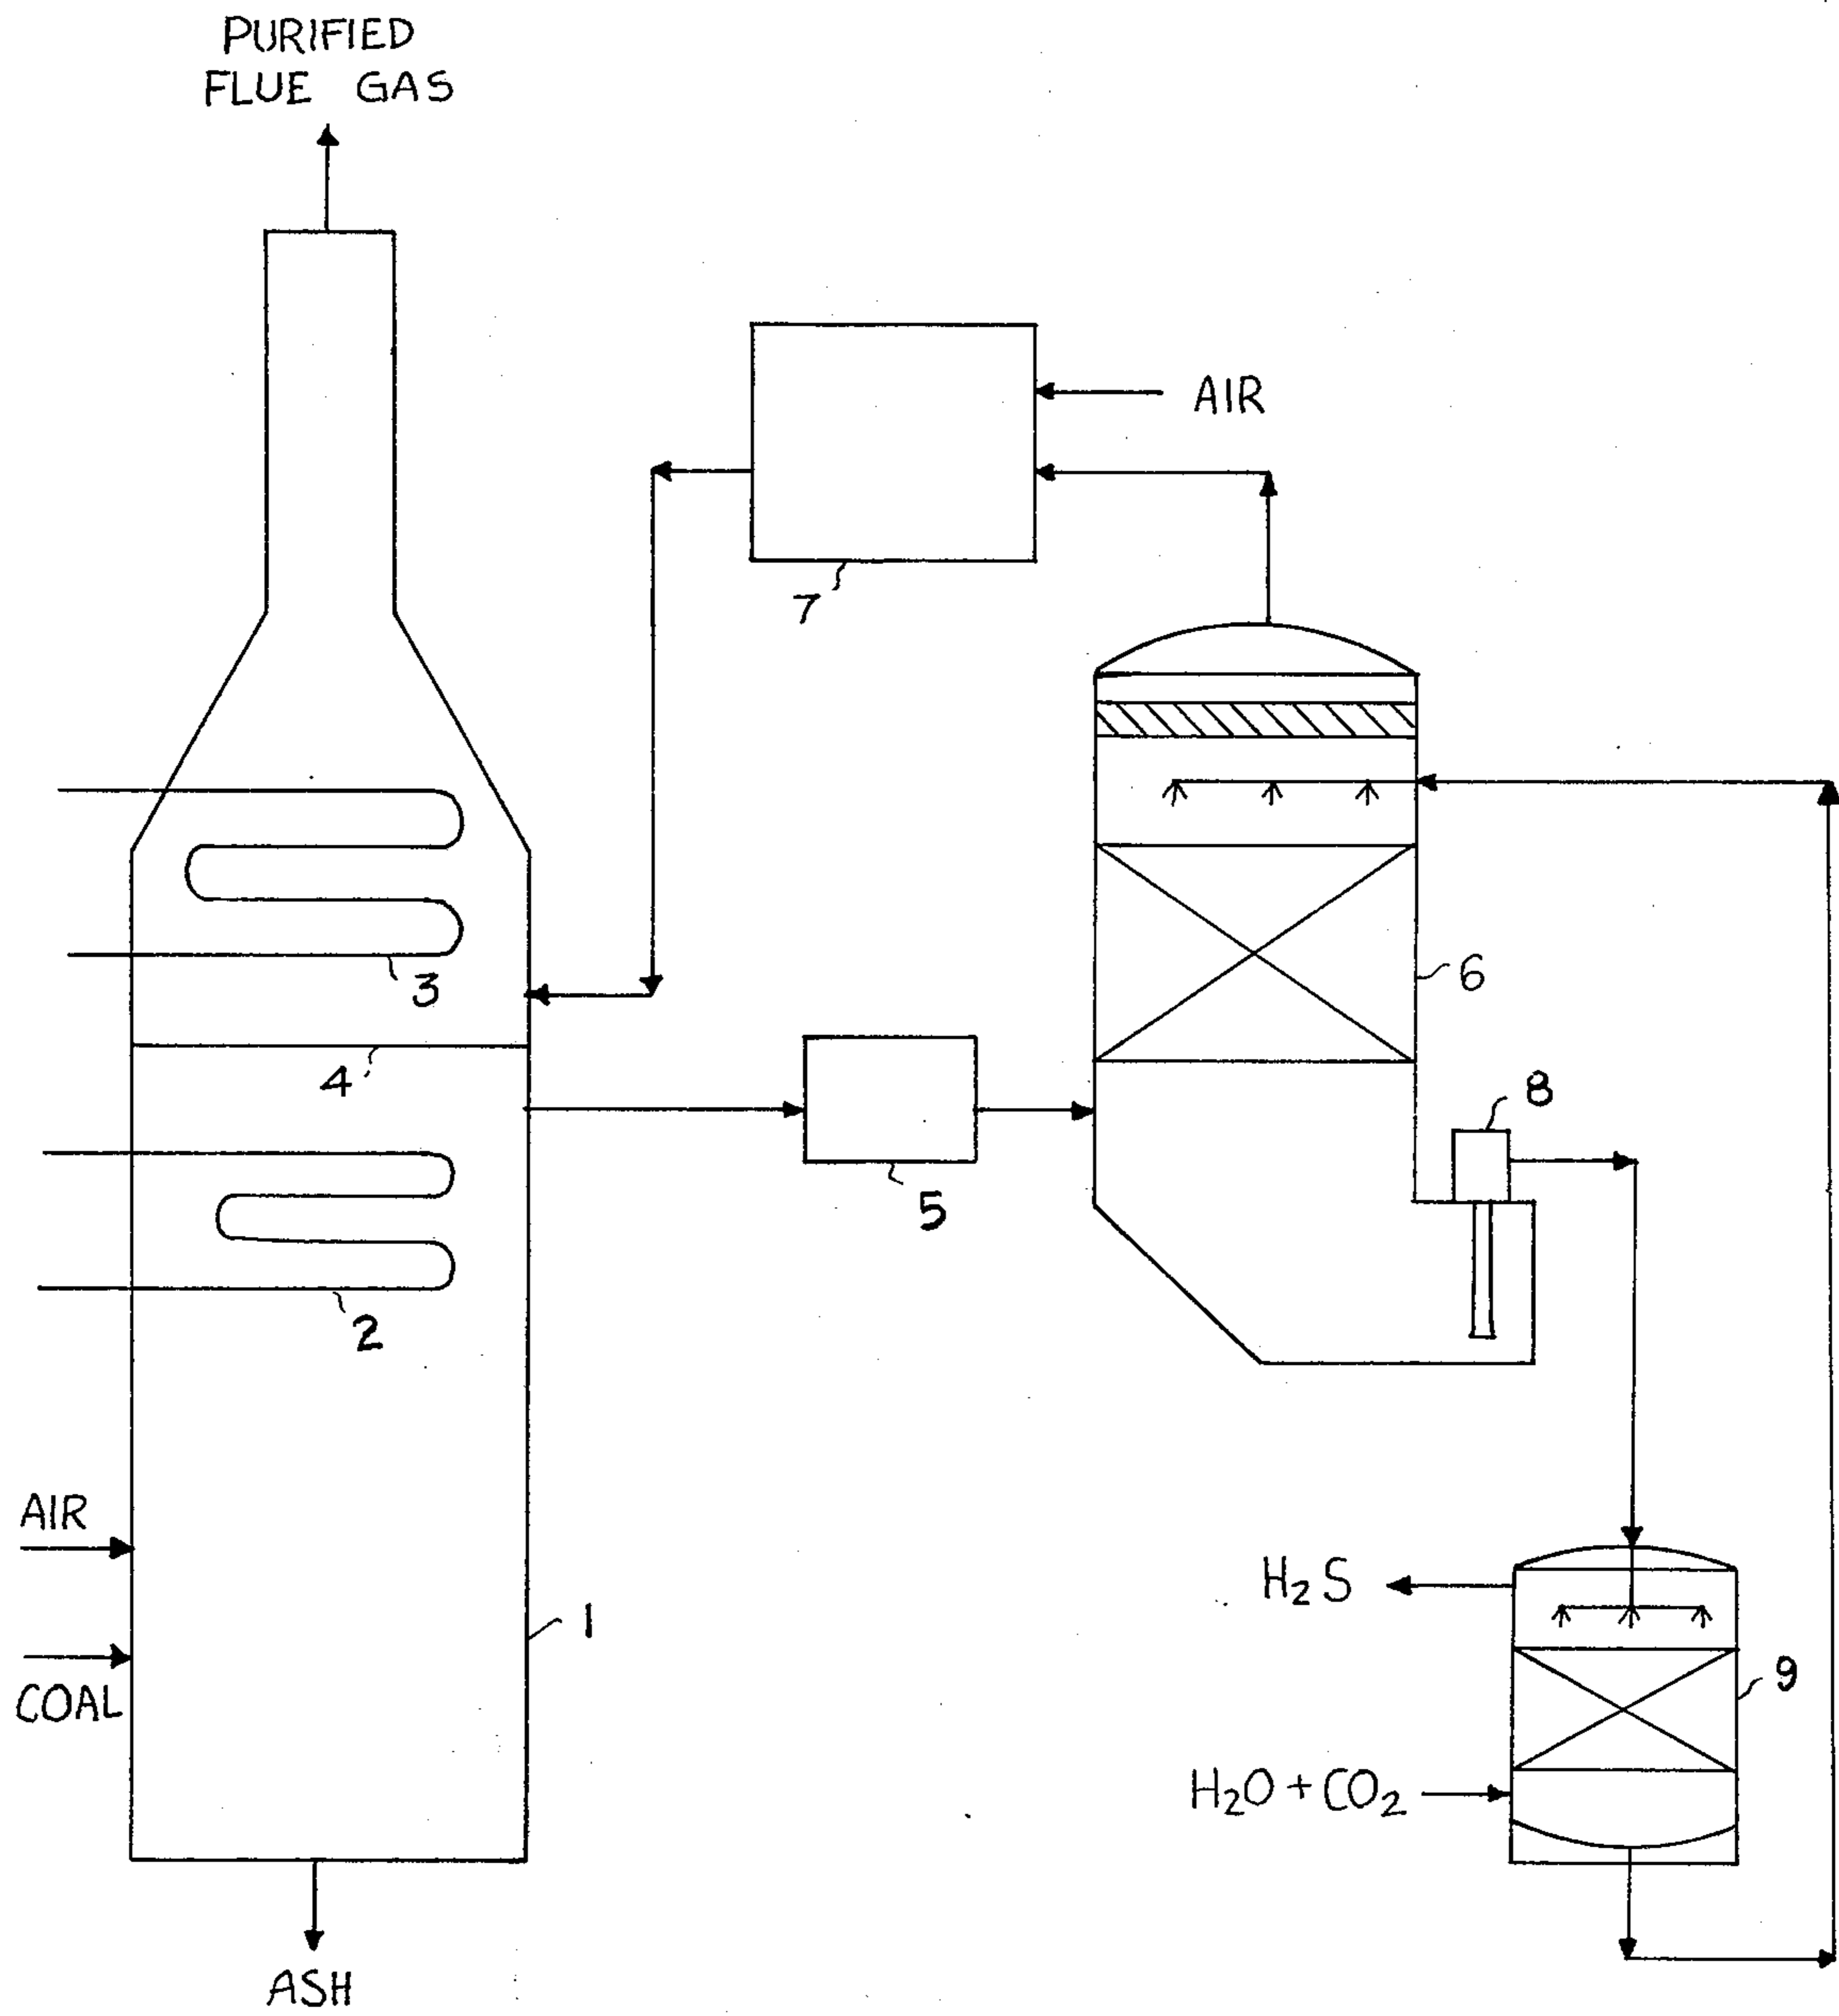 PURIFIED
FLUE GAS
AIR
7
3
6
4
8
5
2
AIR
H₂S
1
COAL
9
H₂O + CO₂
ASH